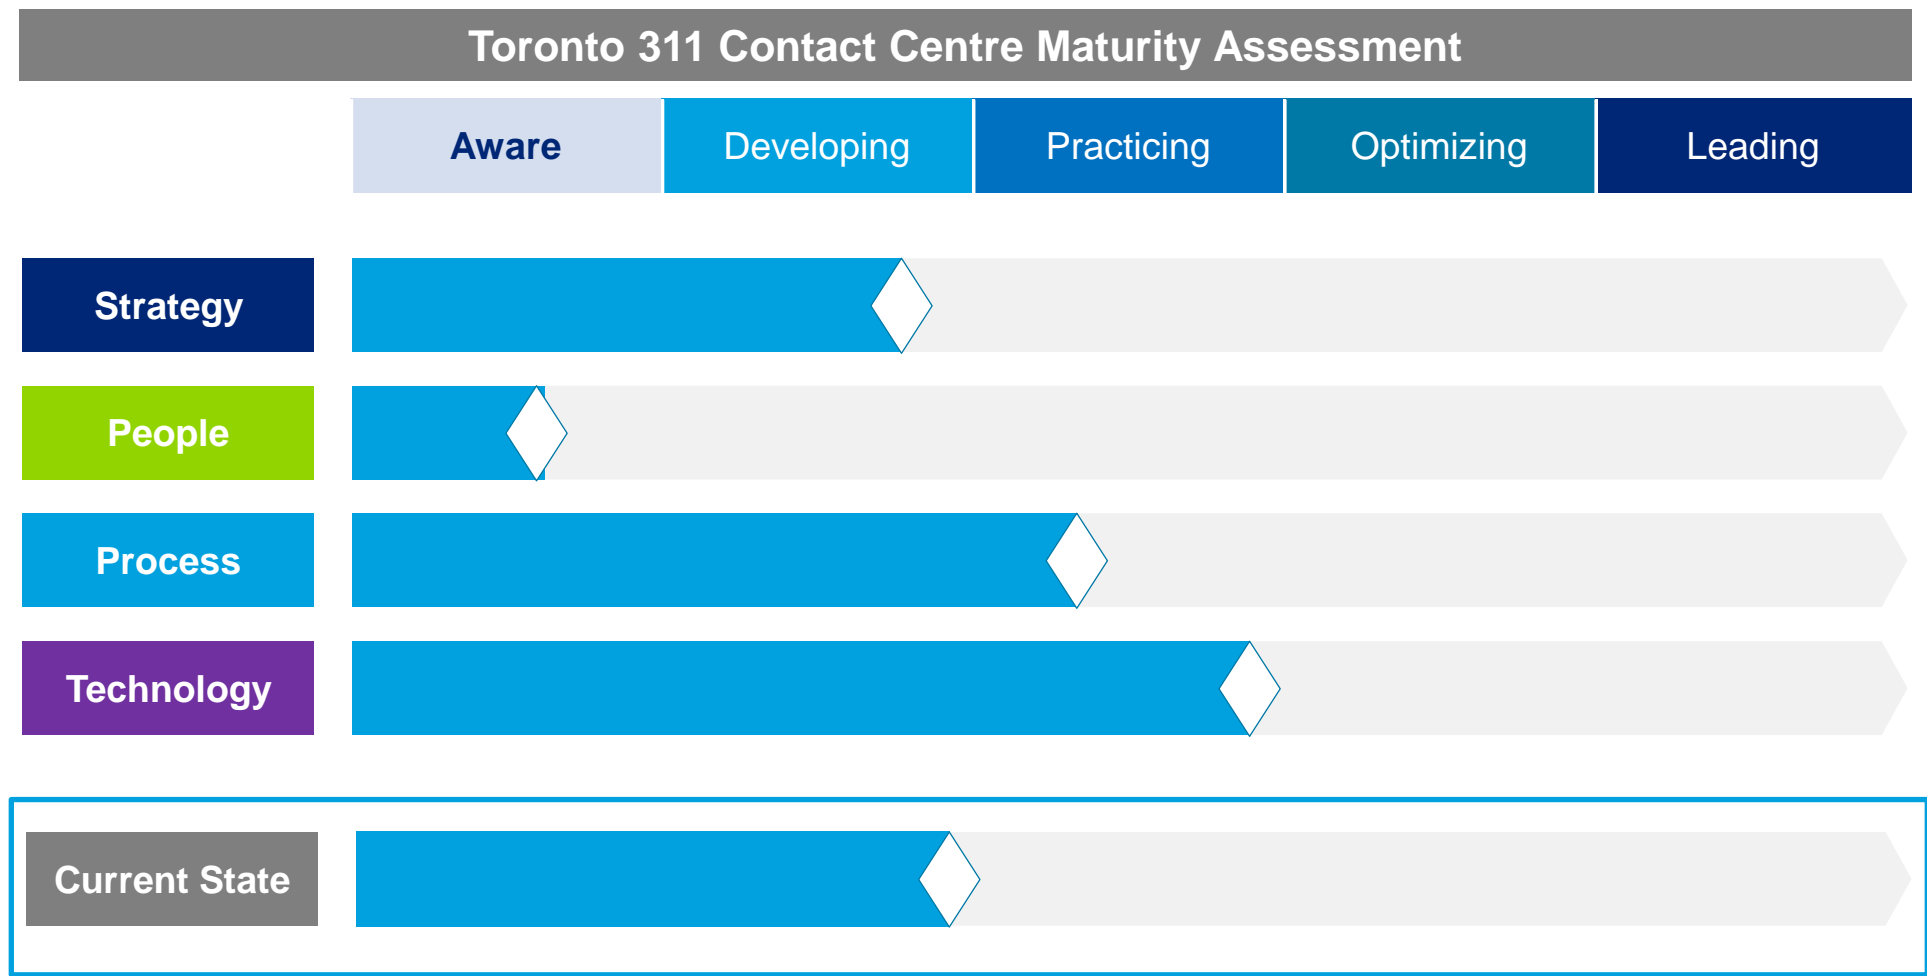 Toronto 311 Contact Centre Maturity Assessment
Aware Developing Practicing Optimizing Leading
Strategy
People
Process
Technology
Current State